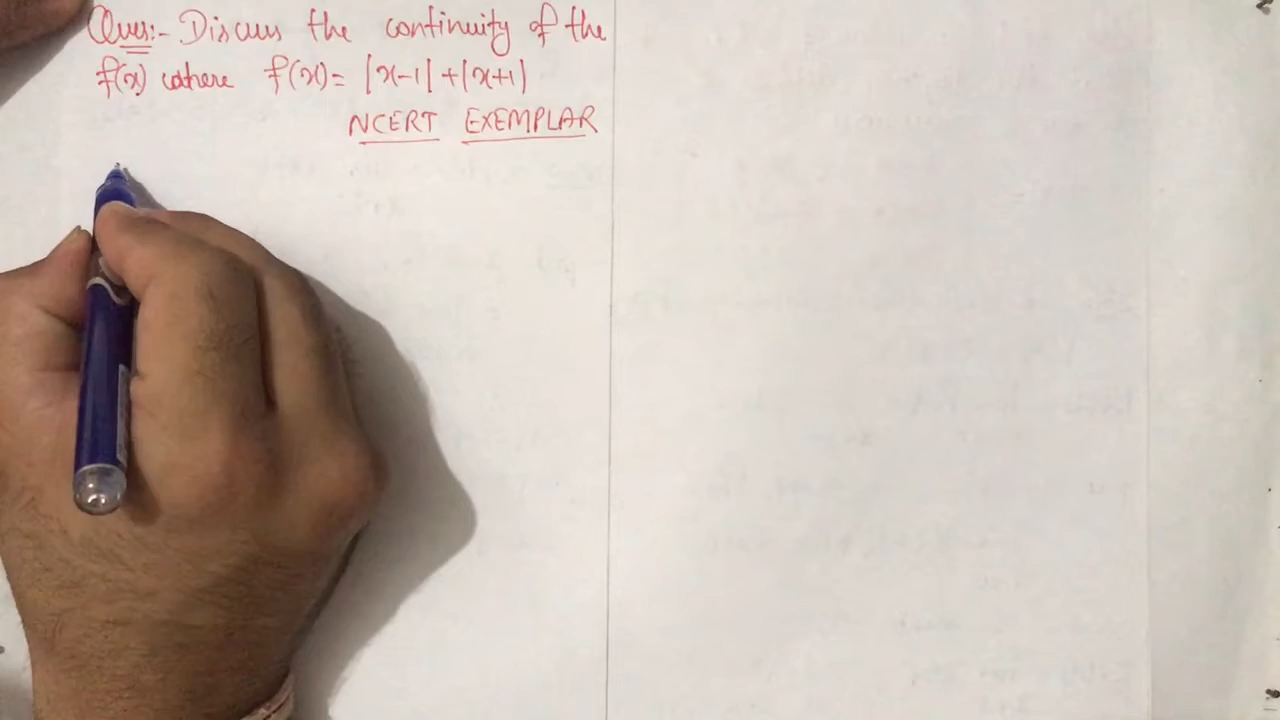 Ques:- Discuss the continuity of the
f(x) where f(x)= |x-1|+|x+1|
NCERT EXEMPLAR